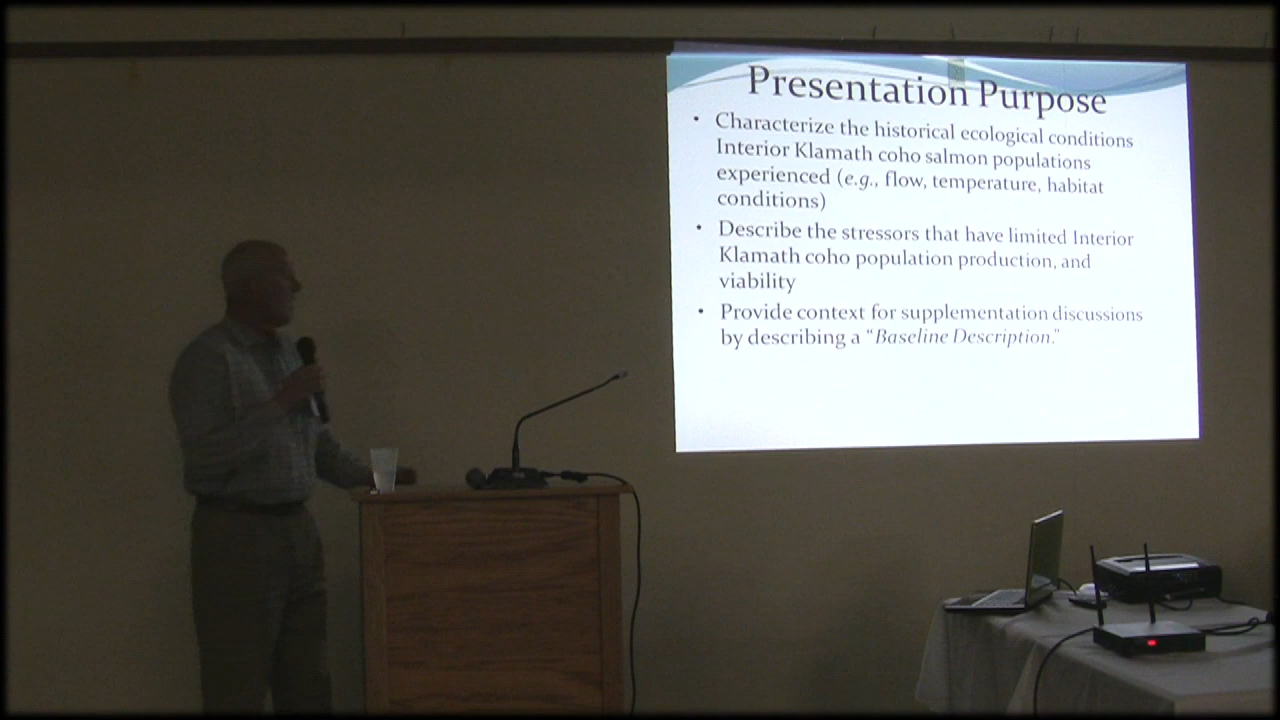 Presentation Purpose
• Characterize the historical ecological conditions
Interior Klamath coho salmon populations
experienced (e.g., flow, temperature, habitat
conditions)
• Describe the stressors that have limited Interior
Klamath coho population production, and
viability
• Provide context for supplementation discussions
by describing a “Baseline Description.”